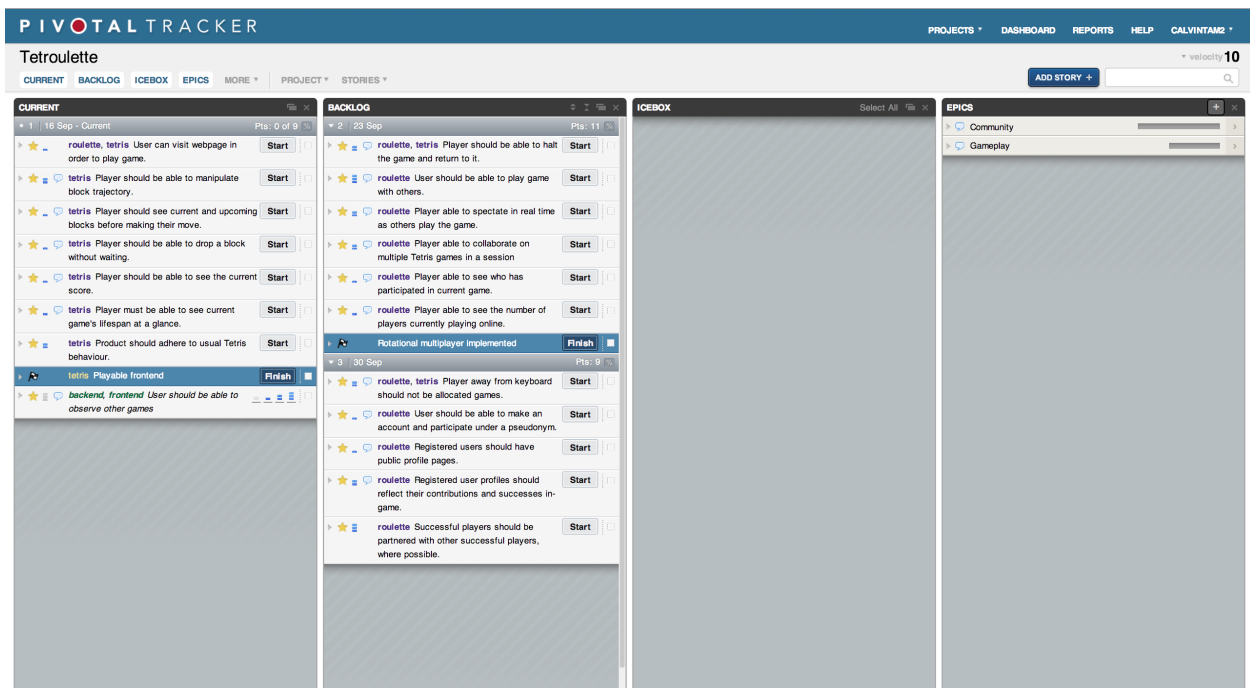 PIVOTALTRACKER
PROJECTS DASHBOARD REPORTS HELP CALVINTAM2
Tetroulette
velocity 10
CURRENT BACKLOG ICEBOX EPICS MORE PROJECT STORIES
ADD STORY +
CURRENT
1 16 Sep - Current Pts: 0 of 9 %
roulette, tetris User can visit webpage in Start
order to play game.
tetris Player should be able to manipulate Start
block trajectory.
tetris Player should see current and upcoming Start
blocks before making their move.
tetris Player should be able to drop a block Start
without waiting.
tetris Player should be able to see the current Start
score.
tetris Player must be able to see current Start
game's lifespan at a glance.
tetris Product should adhere to usual Tetris Start
behaviour.
tetris Playable frontend Finish
backend, frontend User should be able to
observe other games
BACKLOG
2 23 Sep Pts: 11 %
roulette, tetris Player should be able to halt Start
the game and return to it.
roulette User should be able to play game Start
with others.
roulette Player able to spectate in real time Start
as others play the game.
roulette Player able to collaborate on Start
multiple Tetris games in a session
roulette Player able to see who has Start
participated in current game.
roulette Player able to see the number of Start
players currently playing online.
Rotational multiplayer implemented Finish
3 30 Sep Pts: 9 %
roulette, tetris Player away from keyboard Start
should not be allocated games.
roulette User should be able to make an Start
account and participate under a pseudonym.
roulette Registered users should have Start
public profile pages.
roulette Registered user profiles should Start
reflect their contributions and successes in-
game.
roulette Successful players should be Start
partnered with other successful players,
where possible.
ICEBOX Select All
EPICS +
Community
Gameplay